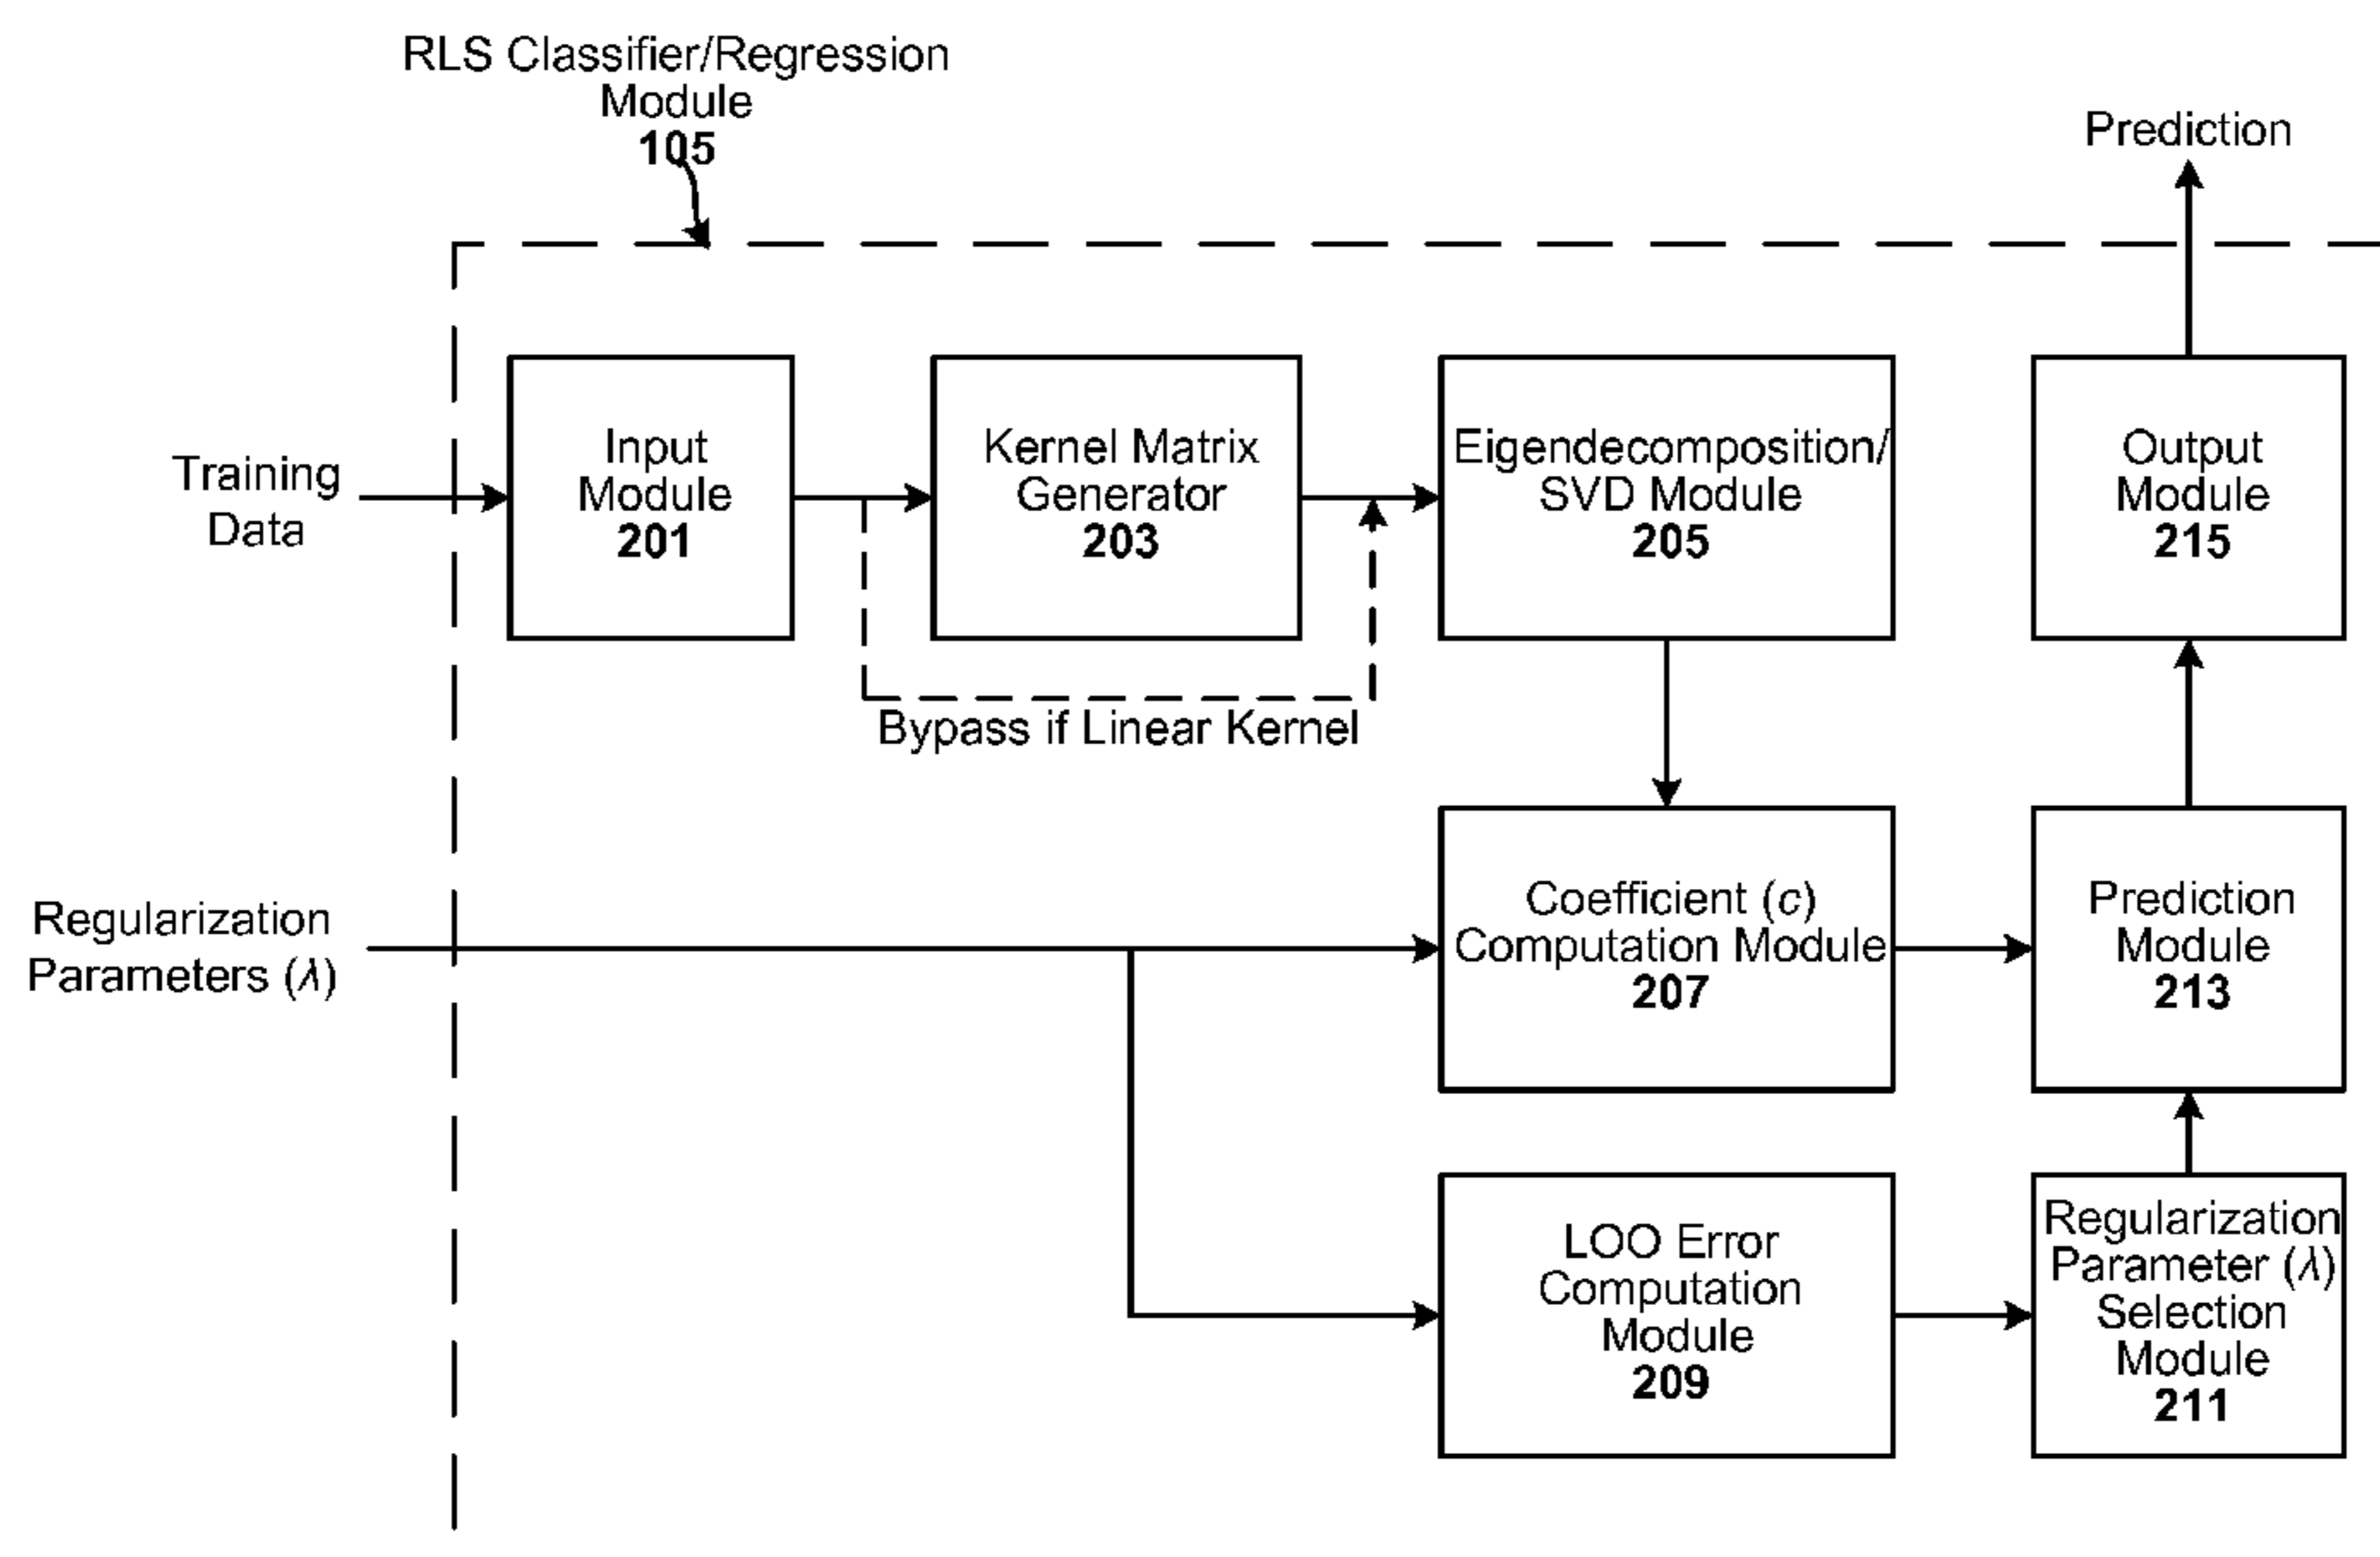 RLS Classifier/Regression
Module
105
Prediction
Training
Data
Input
Module
201
Kernel Matrix
Generator
203
Eigendecomposition/
SVD Module
205
Output
Module
215
Bypass if Linear Kernel
Regularization
Parameters (λ)
Coefficient (c)
Computation Module
207
Prediction
Module
213
LOO Error
Computation
Module
209
Regularization
Parameter (λ)
Selection
Module
211